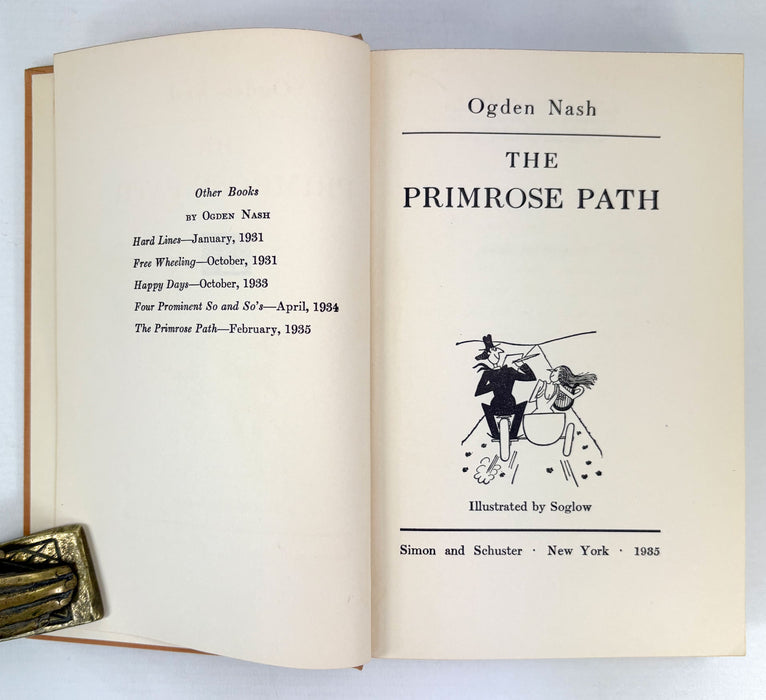 Other Books
BY OGDEN NASH
Hard Lines—January, 1931
Free Wheeling—October, 1931
Happy Days—October, 1933
Four Prominent So and So's—April, 1934
The Primrose Path—February, 1935
Ogden Nash
THE
PRIMROSE PATH
Illustrated by Soglow
Simon and Schuster · New York · 1935